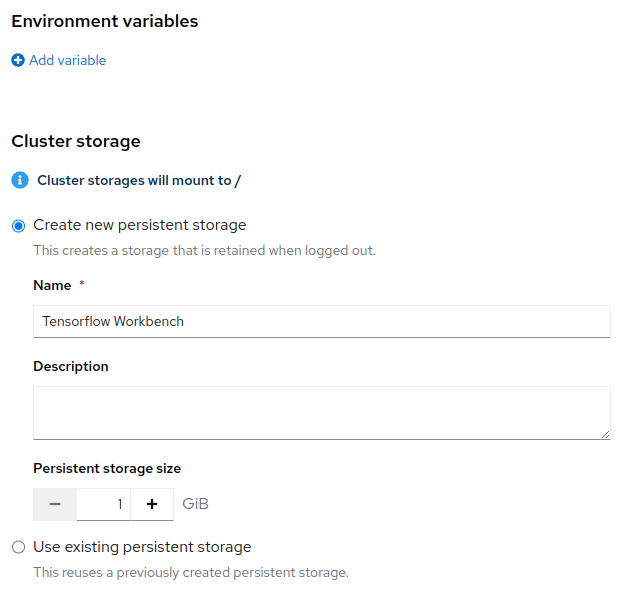 Environment variables
Add variable
Cluster storage
Cluster storages will mount to /
Create new persistent storage
This creates a storage that is retained when logged out.
Name *
Tensorflow Workbench
Description
Persistent storage size
− 1 + GiB
Use existing persistent storage
This reuses a previously created persistent storage.